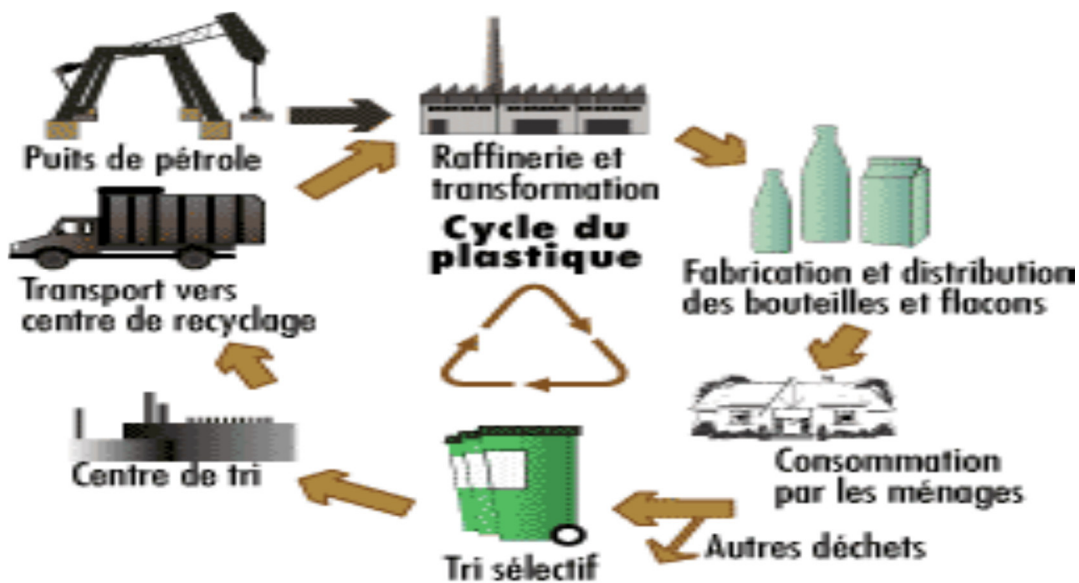 Puits de pétrole
Raffinerie et
transformation
Cycle du
plastique
Fabrication et distribution
des bouteilles et flacons
Consommation
par les ménages
Autres déchets
Tri sélectif
Centre de tri
Transport vers
centre de recyclage